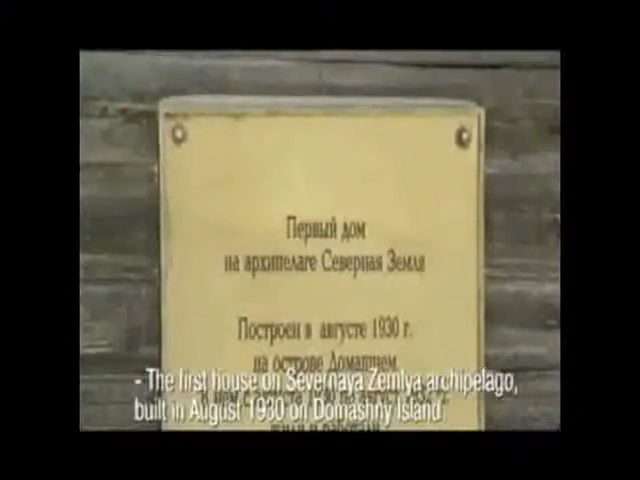 Первый дом
на архипелаге Северная Земля
Построен в августе 1930 г.
на острове Домашнем
- The first house on Severnaya Zemlya archipelago,
built in August 1930 on Domashny Island